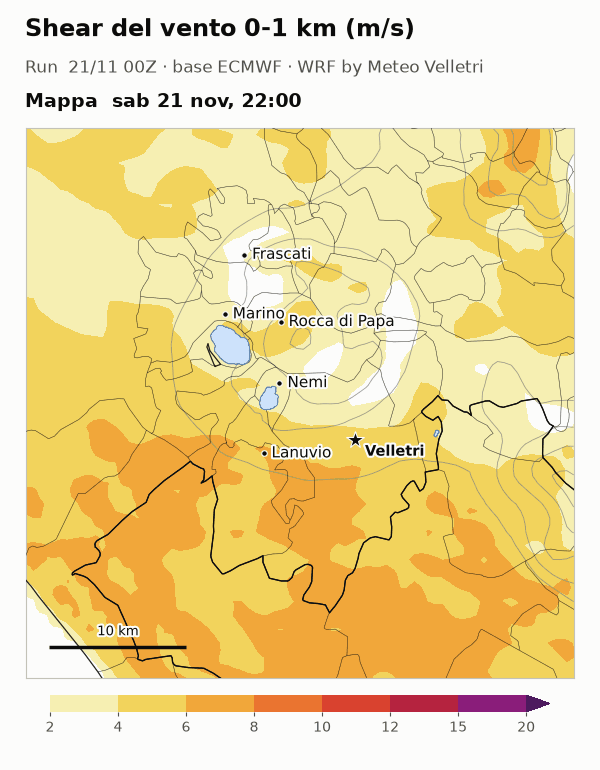 Shear del vento 0-1 km (m/s)
Run  21/11 00Z · base ECMWF · WRF by Meteo Velletri
Mappa  sab 21 nov, 22:00
Frascati
Marino
Rocca di Papa
Nemi
Velletri
Lanuvio
10 km
2 4 6 8 10 12 15 20